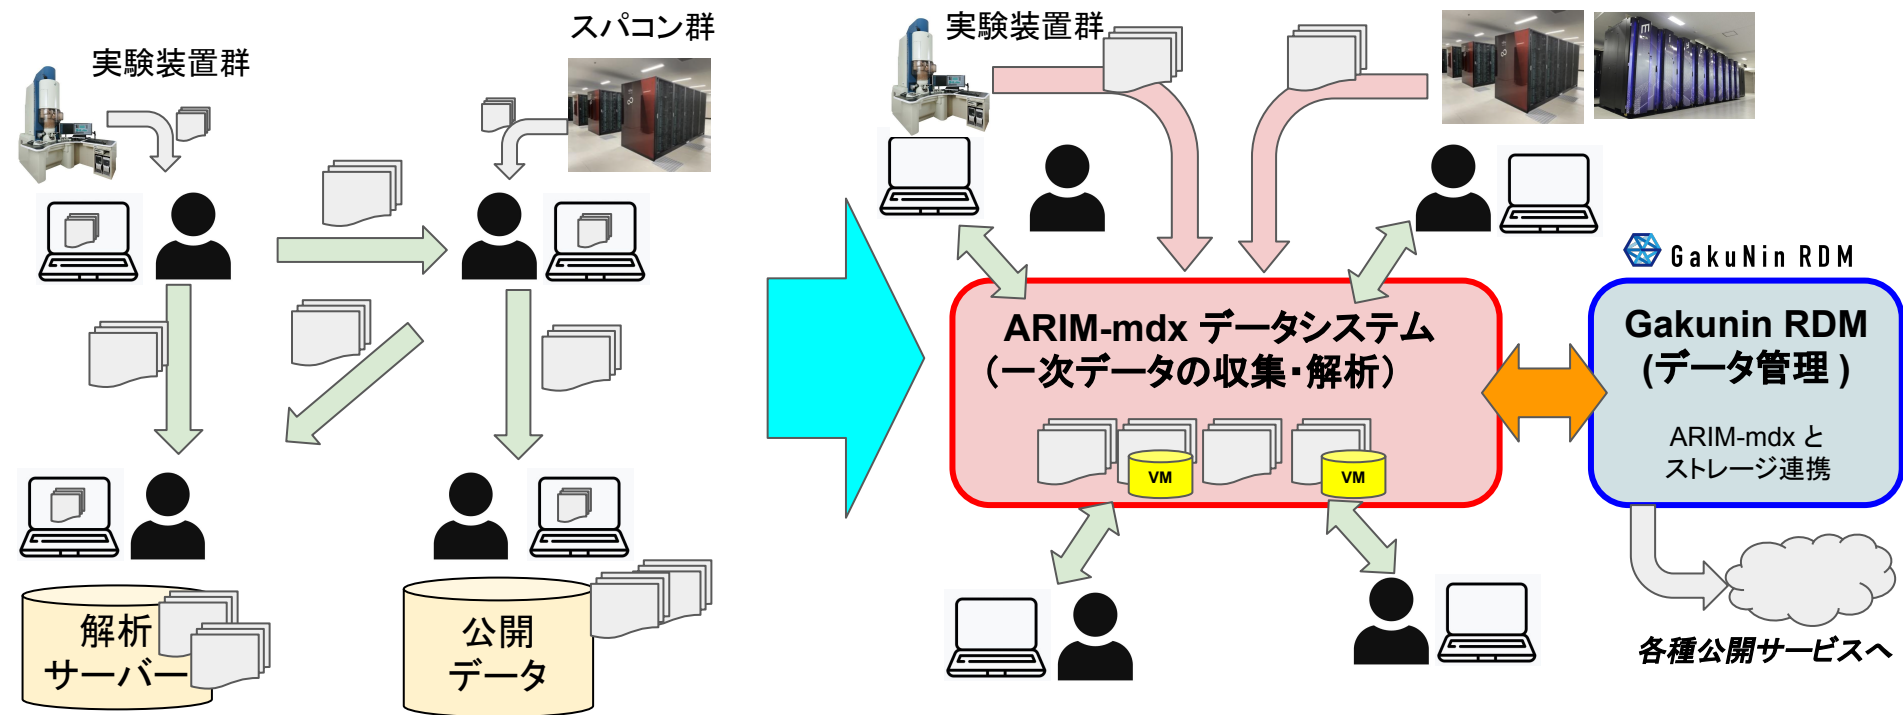 スパコン群
実験装置群
解析
サーバー
公開
データ
実験装置群
ARIM-mdx データシステム
（一次データの収集・解析）
VM
VM
GakuNin RDM
Gakunin RDM
(データ管理 )
ARIM-mdx と
ストレージ連携
各種公開サービスへ